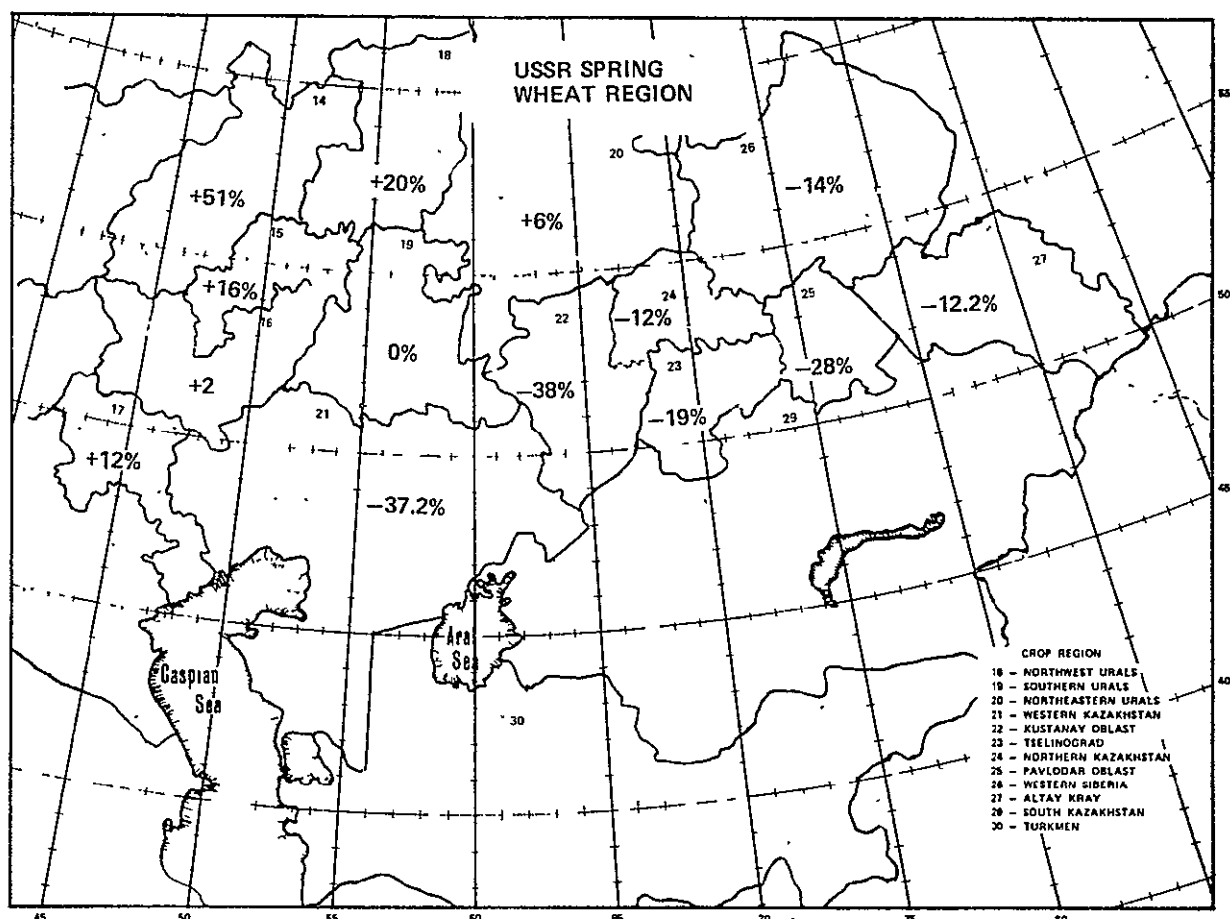 USSR SPRING
WHEAT REGION
18
14
20
26
55
+51%
+20%
+6%
−14%
15
19
27
50
+16%
16
0%
22
24
−12%
25
−12.2%
+2
−38%
23
−28%
17
21
−19%
29
+12%
−37.2%
45
Aral
Sea
Caspian
Sea
30
40
CROP REGION
18 – NORTHWEST URALS
19 – SOUTHERN URALS
20 – NORTHEASTERN URALS
21 – WESTERN KAZAKHSTAN
22 – KUSTANAY OBLAST
23 – TSELINOGRAD
24 – NORTHERN KAZAKHSTAN
25 – PAVLODAR OBLAST
26 – WESTERN SIBERIA
27 – ALTAY KRAY
29 – SOUTH KAZAKHSTAN
30 – TURKMEN
45 50 55 60 65 70 75 80